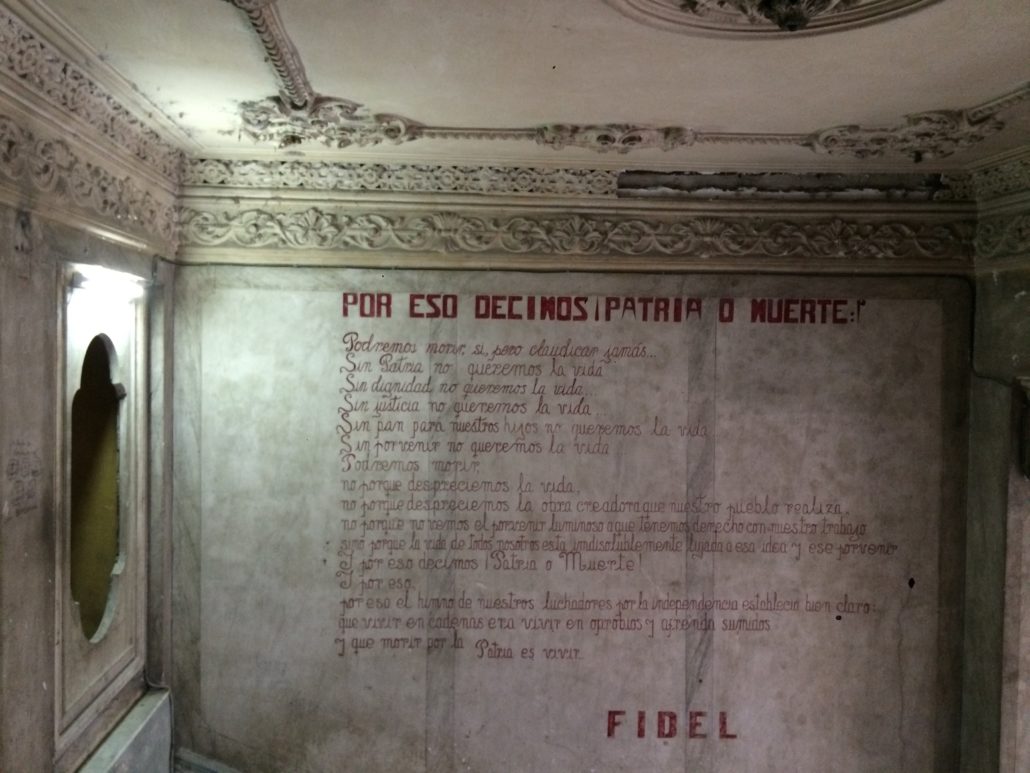 POR ESO DECIMOS ¡PATRIA O MUERTE!
Podremos morir, si, pero claudicar jamás...
Sin Patria no queremos la vida
Sin dignidad no queremos la vida...
Sin justicia no queremos la vida
Sin pan para nuestros hijos no queremos la vida
Sin porvenir no queremos la vida
Podremos morir,
no porque despreciemos la vida,
no porque despreciemos la obra creadora que nuestro pueblo realiza,
no porque no vemos el porvenir luminoso a que tenemos derecho con nuestro trabajo
sino porque la vida de todos nosotros esta indisolublemente ligada a esa idea y ese porvenir
Y por eso decimos ¡Patria o Muerte!
Y por eso,
por eso el himno de nuestros luchadores por la independencia establecia bien claro:
que vivir en cadenas era vivir en oprobios y afrenda sumidos
y que morir por la Patria es vivir...
FIDEL